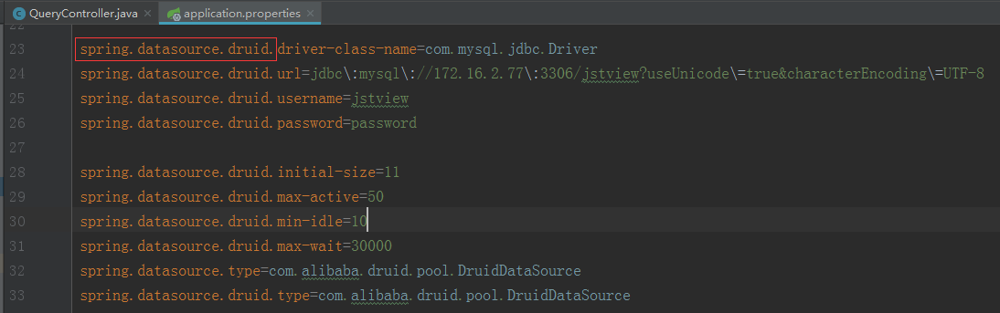 QueryController.java × application.properties ×
22
23 spring.datasource.druid.driver-class-name=com.mysql.jdbc.Driver
24 spring.datasource.druid.url=jdbc\:mysql\://172.16.2.77\:3306/jstview?useUnicode\=true&characterEncoding\=UTF-8
25 spring.datasource.druid.username=jstview
26 spring.datasource.druid.password=password
27
28 spring.datasource.druid.initial-size=11
29 spring.datasource.druid.max-active=50
30 spring.datasource.druid.min-idle=10
31 spring.datasource.druid.max-wait=30000
32 spring.datasource.type=com.alibaba.druid.pool.DruidDataSource
33 spring.datasource.druid.type=com.alibaba.druid.pool.DruidDataSource